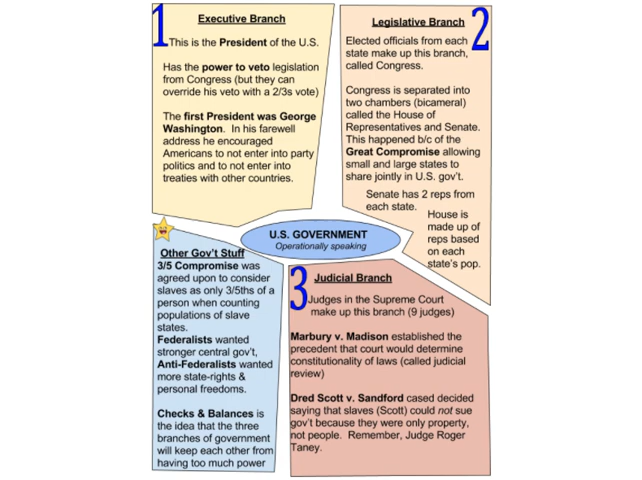 1
Executive Branch
This is the President of the U.S.
Has the power to veto legislation
from Congress (but they can
override his veto with a 2/3s vote)
The first President was George
Washington. In his farewell
address he encouraged
Americans to not enter into party
politics and to not enter into
treaties with other countries.
2
Legislative Branch
Elected officials from each
state make up this branch,
called Congress.
Congress is separated into
two chambers (bicameral)
called the House of
Representatives and Senate.
This happened b/c of the
Great Compromise allowing
small and large states to
share jointly in U.S. gov't.
Senate has 2 reps from
each state.
House is
made up of
reps based
on each
state's pop.
U.S. GOVERNMENT
Operationally speaking
Other Gov't Stuff
3/5 Compromise was
agreed upon to consider
slaves as only 3/5ths of a
person when counting
populations of slave
states.
Federalists wanted
stronger central gov't,
Anti-Federalists wanted
more state-rights &
personal freedoms.
Checks & Balances is
the idea that the three
branches of government
will keep each other from
having too much power
3
Judicial Branch
Judges in the Supreme Court
make up this branch (9 judges)
Marbury v. Madison established the
precedent that court would determine
constitutionality of laws (called judicial
review)
Dred Scott v. Sandford cased decided
saying that slaves (Scott) could not sue
gov't because they were only property,
not people. Remember, Judge Roger
Taney.